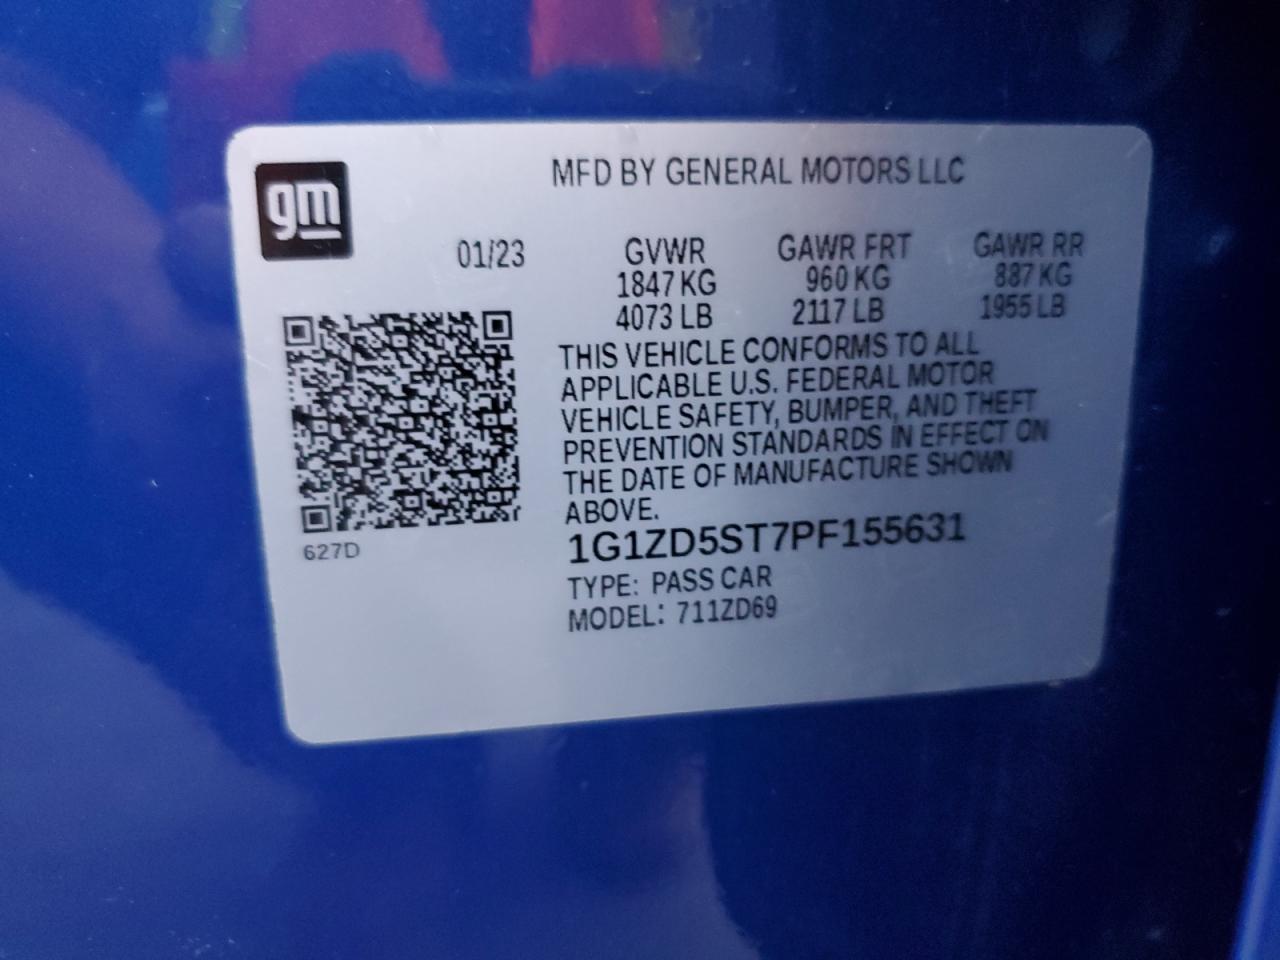 gm
MFD BY GENERAL MOTORS LLC
01/23 GVWR GAWR FRT GAWR RR
1847 KG 960 KG 887 KG
4073 LB 2117 LB 1955 LB
THIS VEHICLE CONFORMS TO ALL
APPLICABLE U.S. FEDERAL MOTOR
VEHICLE SAFETY, BUMPER, AND THEFT
PREVENTION STANDARDS IN EFFECT ON
THE DATE OF MANUFACTURE SHOWN
ABOVE.
627D
1G1ZD5ST7PF155631
TYPE: PASS CAR
MODEL: 711ZD69